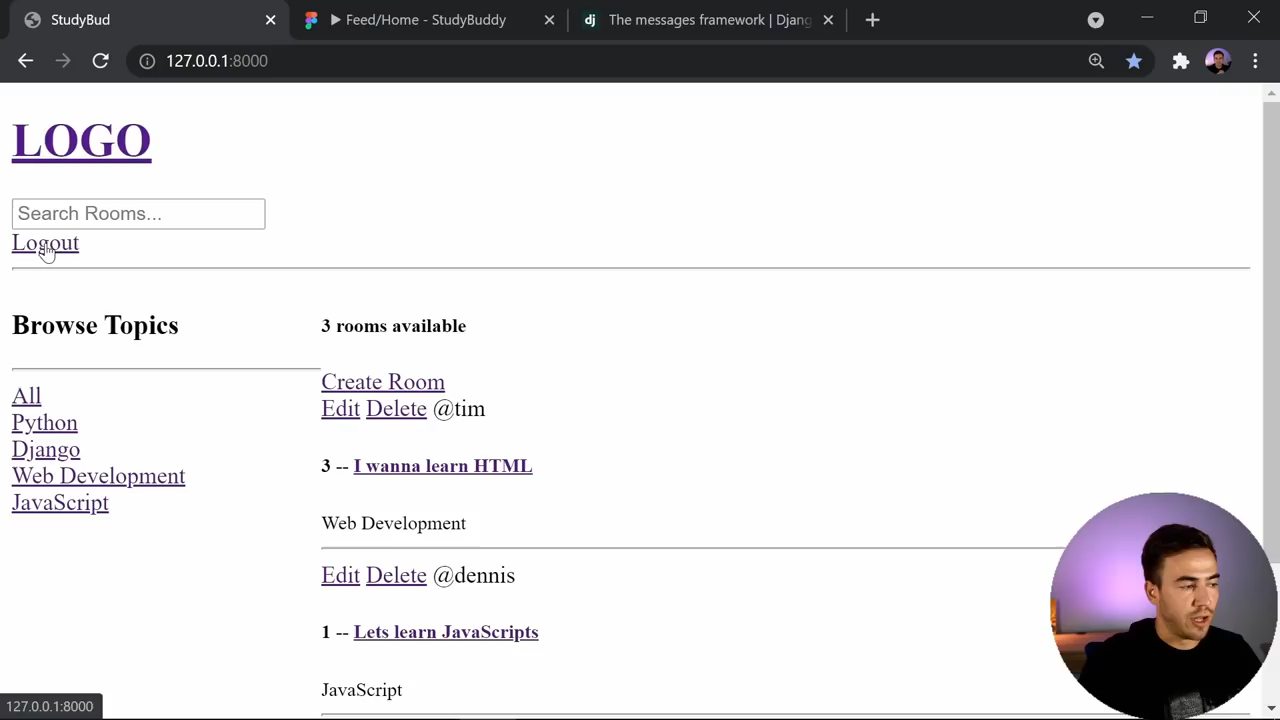 StudyBud
Feed/Home - StudyBuddy
dj The messages framework | Djang
127.0.0.1:8000
LOGO
Search Rooms...
Logout
Browse Topics
3 rooms available
All
Python
Django
Web Development
JavaScript
Create Room
Edit Delete @tim
3 -- I wanna learn HTML
Web Development
Edit Delete @dennis
1 -- Lets learn JavaScripts
JavaScript
127.0.0.1:8000